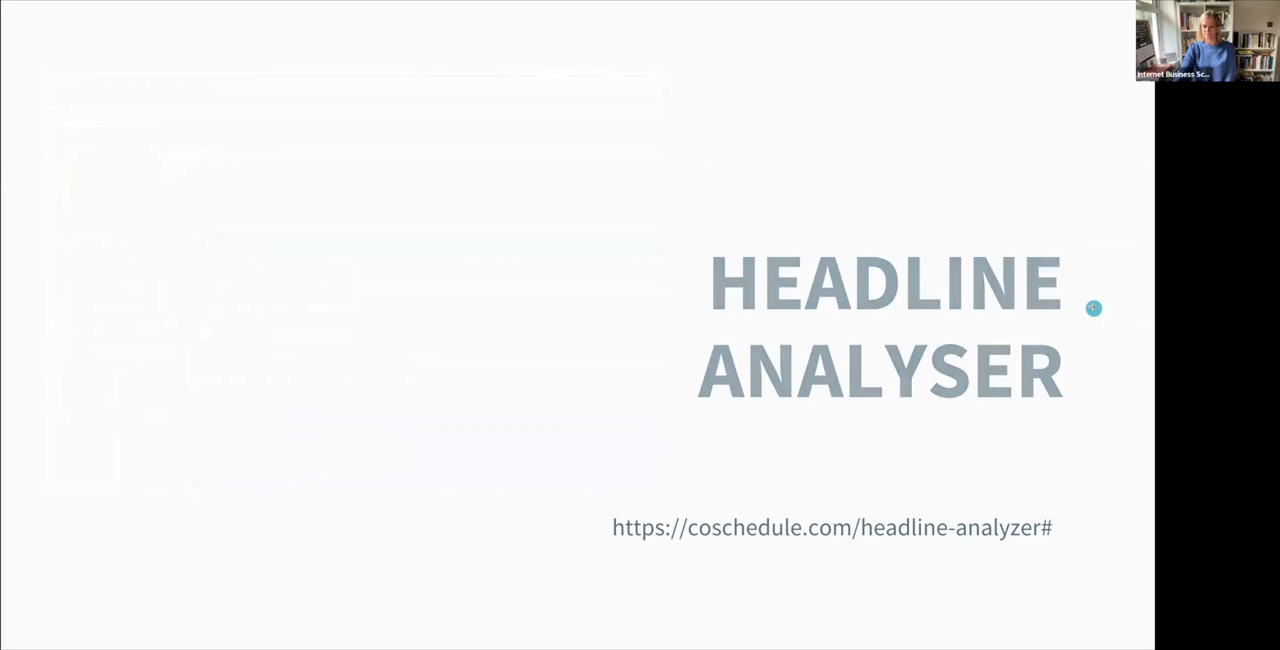 Internet Business Sc...
HEADLINE
ANALYSER
https://coschedule.com/headline-analyzer#